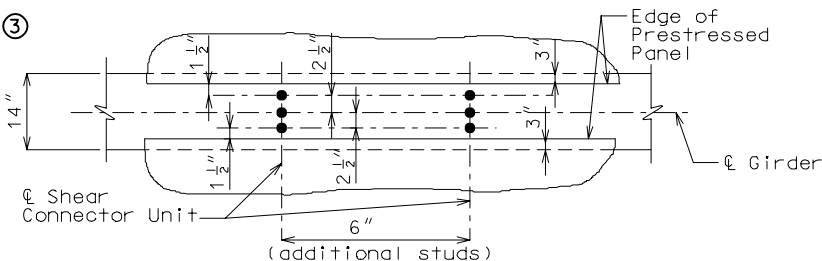 ③
1 1/2"
2 1/2"
3"
Edge of
Prestressed
Panel
14"
3"
1 1/2"
2 1/2"
℄ Girder
℄ Shear
Connector Unit
6"
(additional studs)